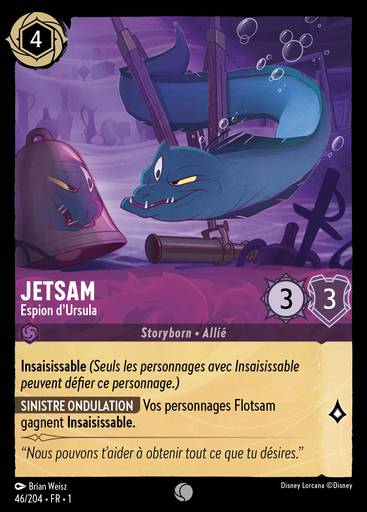 4
JETSAM
Espion d'Ursula
3
3
Storyborn • Allié
Insaisissable (Seuls les personnages avec Insaisissable
peuvent défier ce personnage.)
SINISTRE ONDULATION Vos personnages Flotsam
gagnent Insaisissable.
“Nous pouvons t'aider à obtenir tout ce que tu désires.”
Brian Weisz
Disney Lorcana ©Disney
46/204 • FR • 1